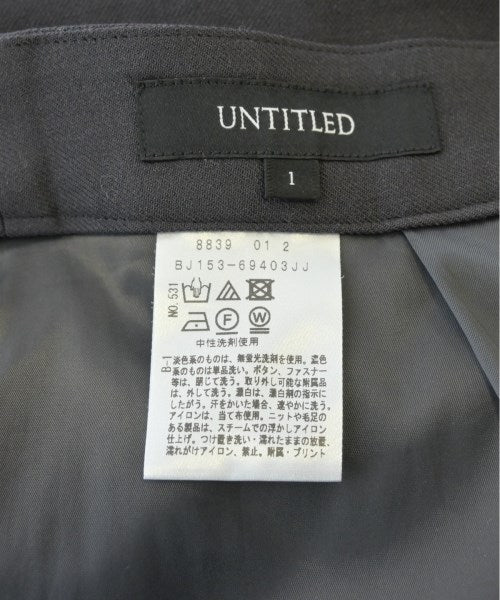 UNTITLED
1
8839 01 2
BJ153-69403JJ
NO.531
F W
中性洗剤使用
B-1
淡色系のものは、無蛍光洗剤を使用。濃色
系のものは単品洗い。ボタン、ファスナー
等は、閉じて洗う。取り外し可能な附属品
は、外して洗う。漂白は、漂白剤の指示に
したがう。汗をかいた場合、速やかに洗う。
アイロンは、当て布使用。ニットや毛足の
ある製品は、スチームでの浮かしアイロン
仕上げ。つけ置き洗い・濡れたままの放置、
濡れがけアイロン、禁止。附属・プリント